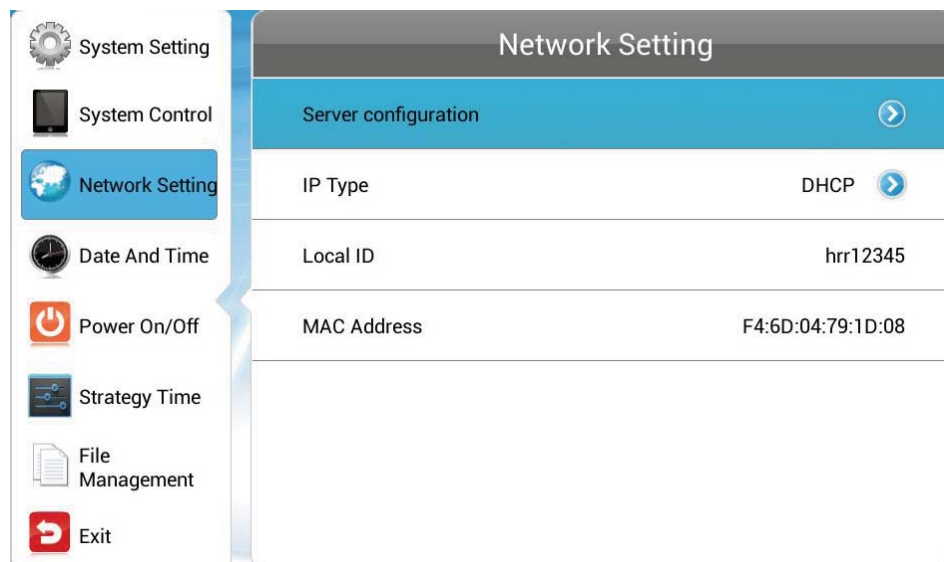 System Setting
System Control
Network Setting
Date And Time
Power On/Off
Strategy Time
File
Management
Exit
Network Setting
Server configuration
IP Type DHCP
Local ID hrr12345
MAC Address F4:6D:04:79:1D:08